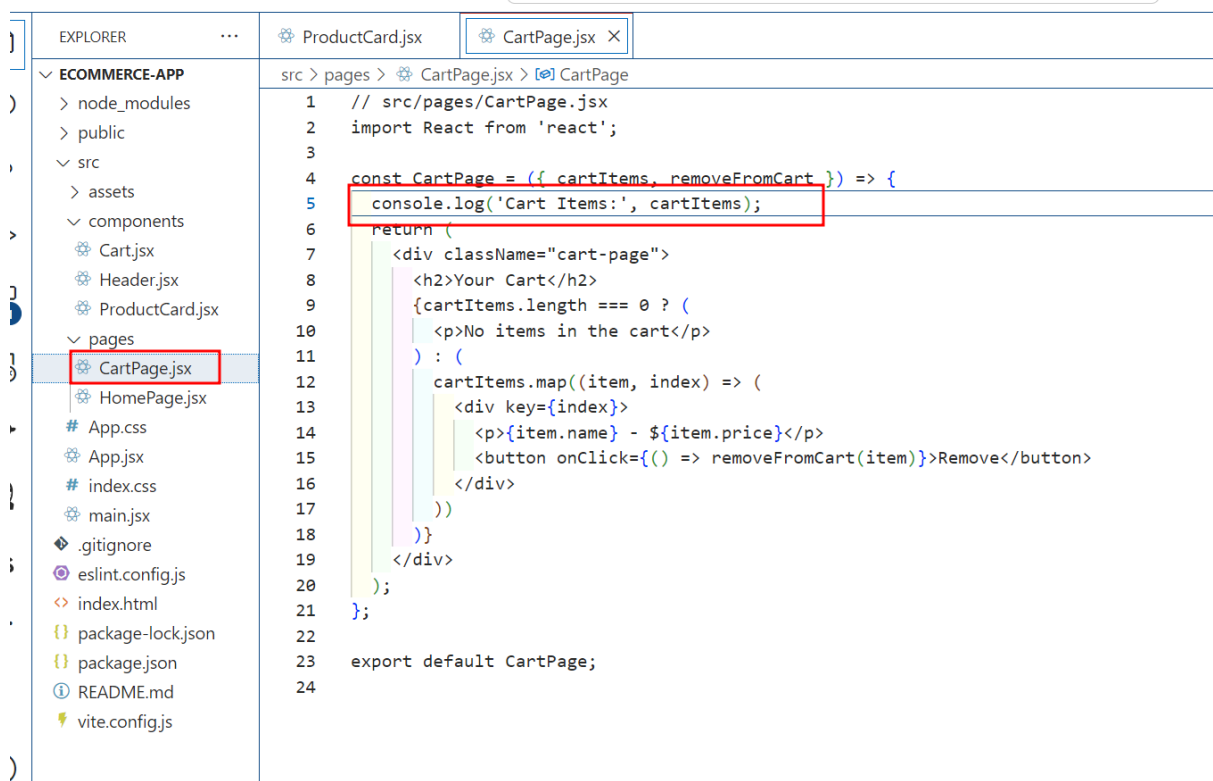 EXPLORER ...
ECOMMERCE-APP
node_modules
public
src
assets
components
Cart.jsx
Header.jsx
ProductCard.jsx
pages
CartPage.jsx
HomePage.jsx
App.css
App.jsx
index.css
main.jsx
.gitignore
eslint.config.js
index.html
package-lock.json
package.json
README.md
vite.config.js
ProductCard.jsx CartPage.jsx
src > pages > CartPage.jsx > CartPage
1 // src/pages/CartPage.jsx
2 import React from 'react';
3
4 const CartPage = ({ cartItems, removeFromCart }) => {
5 console.log('Cart Items:', cartItems);
6 return (
7 <div className="cart-page">
8 <h2>Your Cart</h2>
9 {cartItems.length === 0 ? (
10 <p>No items in the cart</p>
11 ) : (
12 cartItems.map((item, index) => (
13 <div key={index}>
14 <p>{item.name} - ${item.price}</p>
15 <button onClick={() => removeFromCart(item)}>Remove</button>
16 </div>
17 ))
18 )}
19 </div>
20 );
21 };
22
23 export default CartPage;
24